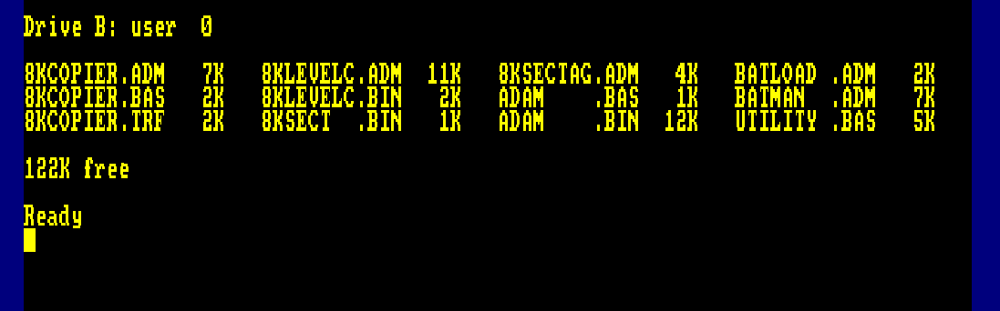 Drive B: user  0
8KCOPIER.ADM   7K   8KLEVELC.ADM  11K   8KSECTAG.ADM   4K   BATLOAD .ADM   2K
8KCOPIER.BAS   2K   8KLEVELC.BIN   2K   ADAM    .BAS   1K   BATMAN  .ADM   7K
8KCOPIER.TRF   2K   8KSECT  .BIN   1K   ADAM    .BIN  12K   UTILITY .BAS   5K
122K free
Ready